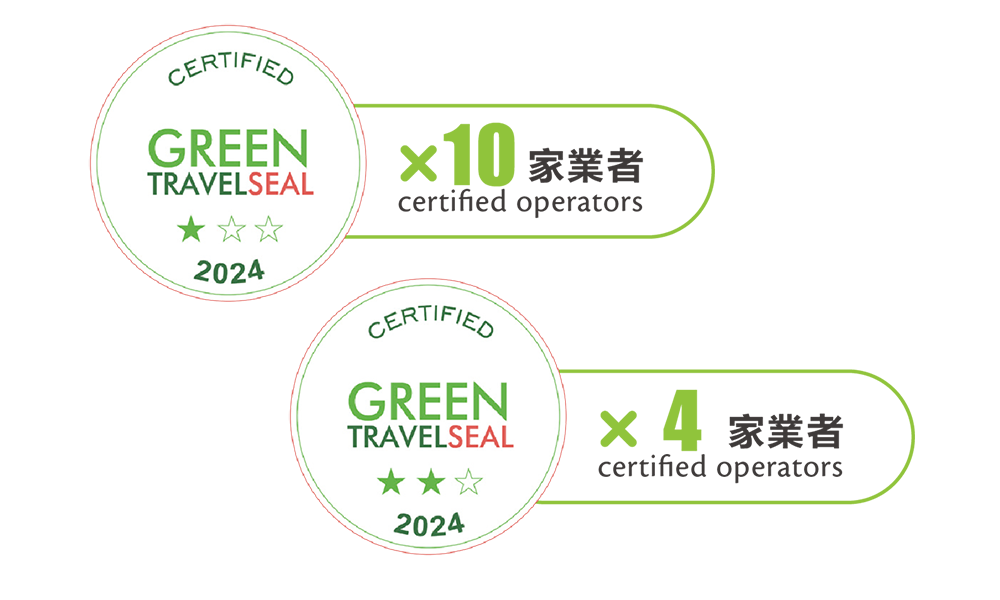 CERTIFIED
GREEN
TRAVELSEAL
★☆☆
2024
×10 家業者
certified operators
CERTIFIED
GREEN
TRAVELSEAL
★★☆
2024
× 4 家業者
certified operators